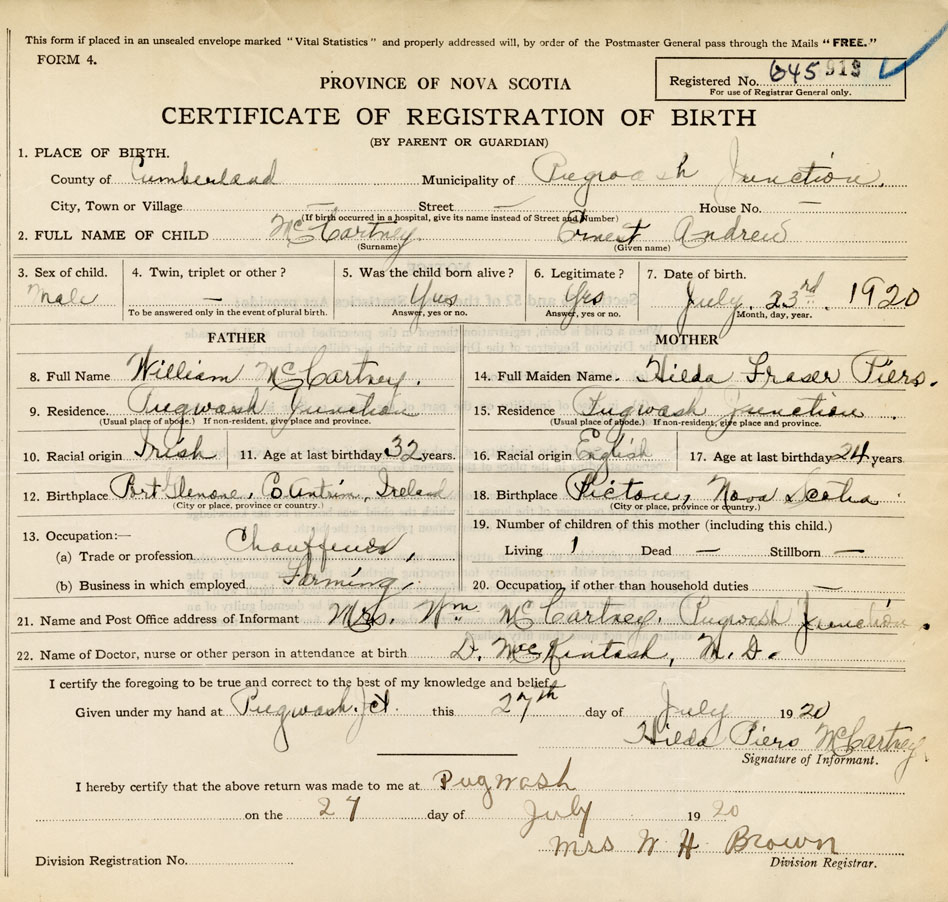 This form if placed in an unsealed envelope marked "Vital Statistics" and properly addressed will, by order of the Postmaster General pass through the Mails "FREE."
FORM 4.
Registered No. 645 919
For use of Registrar General only.
PROVINCE OF NOVA SCOTIA
CERTIFICATE OF REGISTRATION OF BIRTH
(BY PARENT OR GUARDIAN)
1. PLACE OF BIRTH.
County of Cumberland Municipality of Pugwash Junction.
City, Town or Village — Street — House No. —
(If birth occurred in a hospital, give its name instead of Street and Number)
2. FULL NAME OF CHILD McCartney. Ernest Andrew
(Surname) (Given name)
3. Sex of child. 4. Twin, triplet or other? 5. Was the child born alive? 6. Legitimate? 7. Date of birth.
Male — Yes Yes July 23rd 1920
To be answered only in the event of plural birth. Answer, yes or no. Answer, yes or no. Month, day, year.
FATHER MOTHER
8. Full Name William McCartney. 14. Full Maiden Name. Hilda Fraser Piers.
9. Residence. Pugwash Junction 15. Residence Pugwash Junction
(Usual place of abode.) If non-resident, give place and province. (Usual place of abode.) If non-resident, give place and province.
10. Racial origin Irish 11. Age at last birthday 32 years. 16. Racial origin English 17. Age at last birthday 24 years.
12. Birthplace Port Glenone, Co. Antrim, Ireland 18. Birthplace Pictou, Nova Scotia
(City or place, province or country.) (City or place, province or country.)
13. Occupation:— 19. Number of children of this mother (including this child.)
(a) Trade or profession Chauffeur, Living 1 Dead — Stillborn —
(b) Business in which employed Farming. 20. Occupation, if other than household duties —
21. Name and Post Office address of Informant Mrs. Wm McCartney. Pugwash Junction.
22. Name of Doctor, nurse or other person in attendance at birth D. McKintosh, M.D.
I certify the foregoing to be true and correct to the best of my knowledge and belief.
Given under my hand at Pugwash Jct. this 27th day of July 1920
Hilda Piers McCartney.
Signature of Informant.
I hereby certify that the above return was made to me at Pugwash
on the 27 day of July 1920
Mrs W H Brown
Division Registration No. Division Registrar.